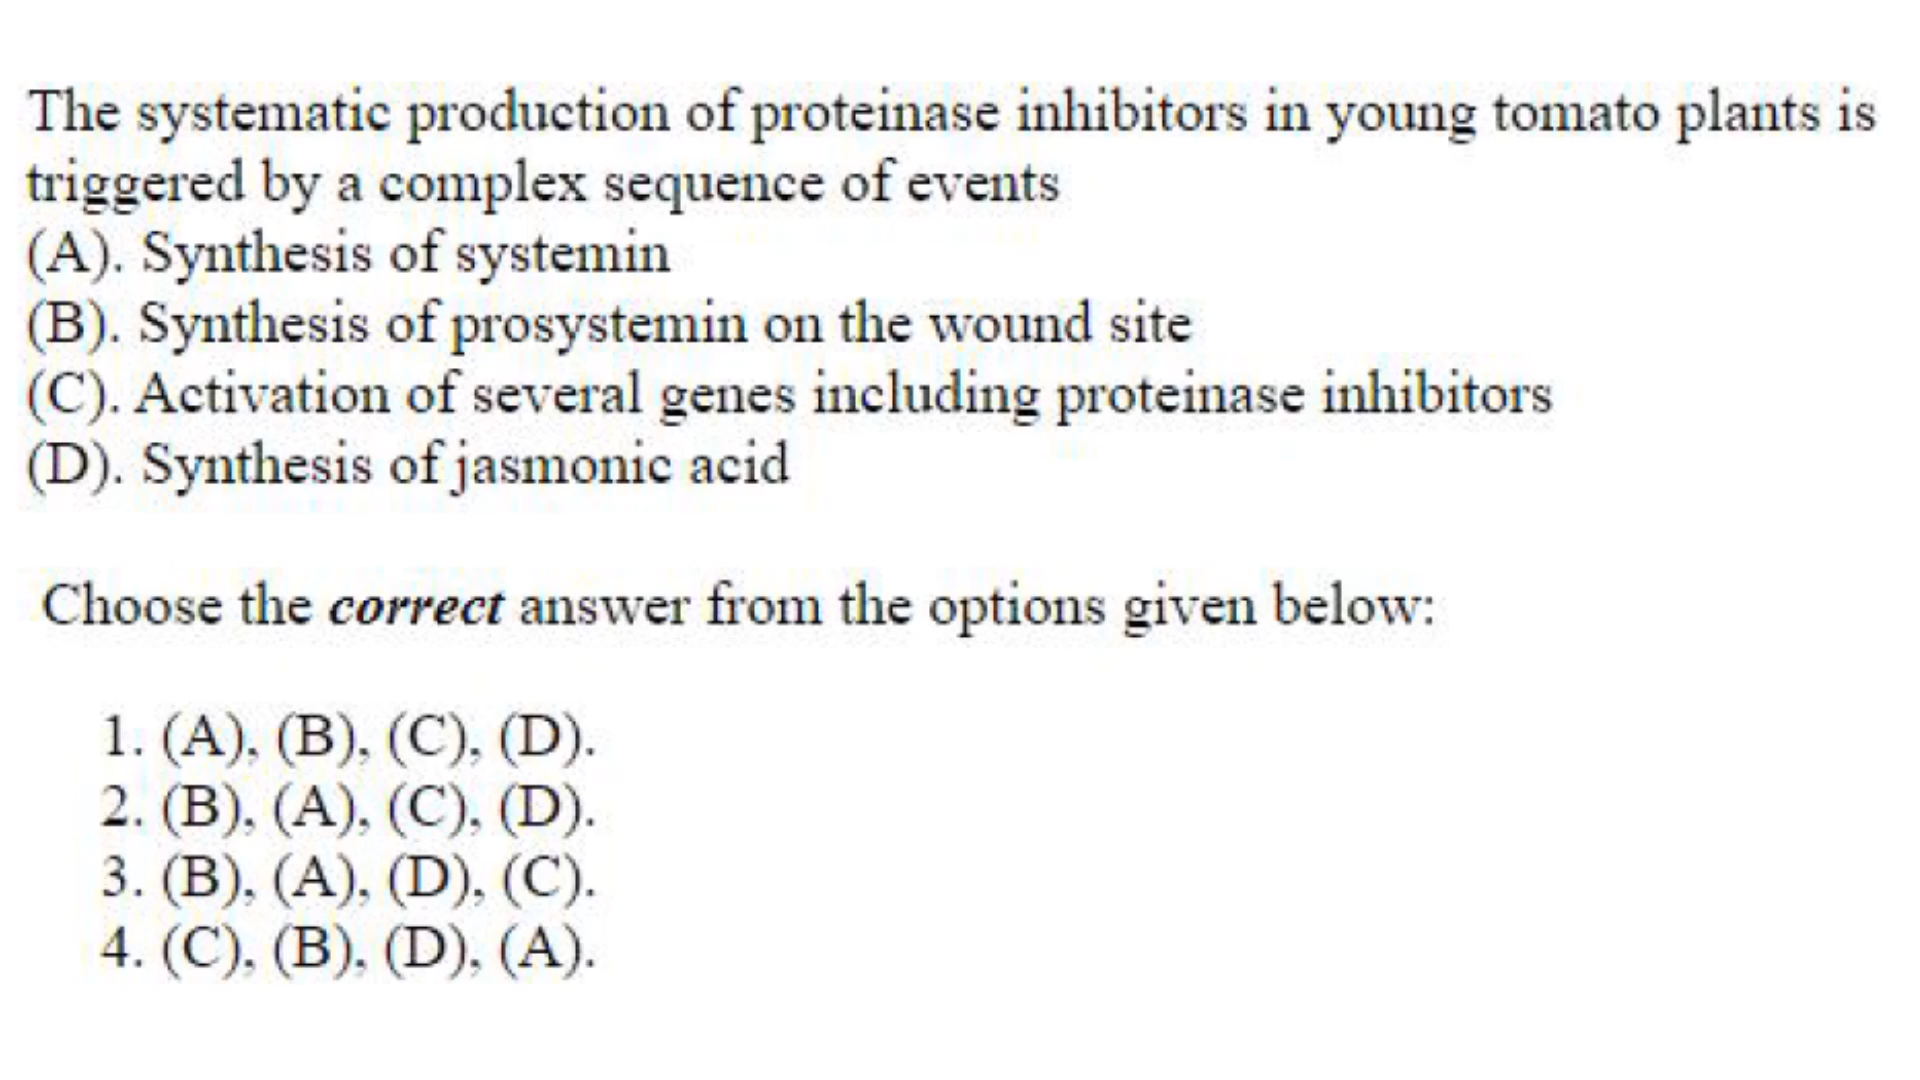 The systematic production of proteinase inhibitors in young tomato plants is
triggered by a complex sequence of events
(A). Synthesis of systemin
(B). Synthesis of prosystemin on the wound site
(C). Activation of several genes including proteinase inhibitors
(D). Synthesis of jasmonic acid
Choose the correct answer from the options given below:
1. (A), (B), (C), (D).
2. (B), (A), (C), (D).
3. (B), (A), (D), (C).
4. (C), (B), (D), (A).